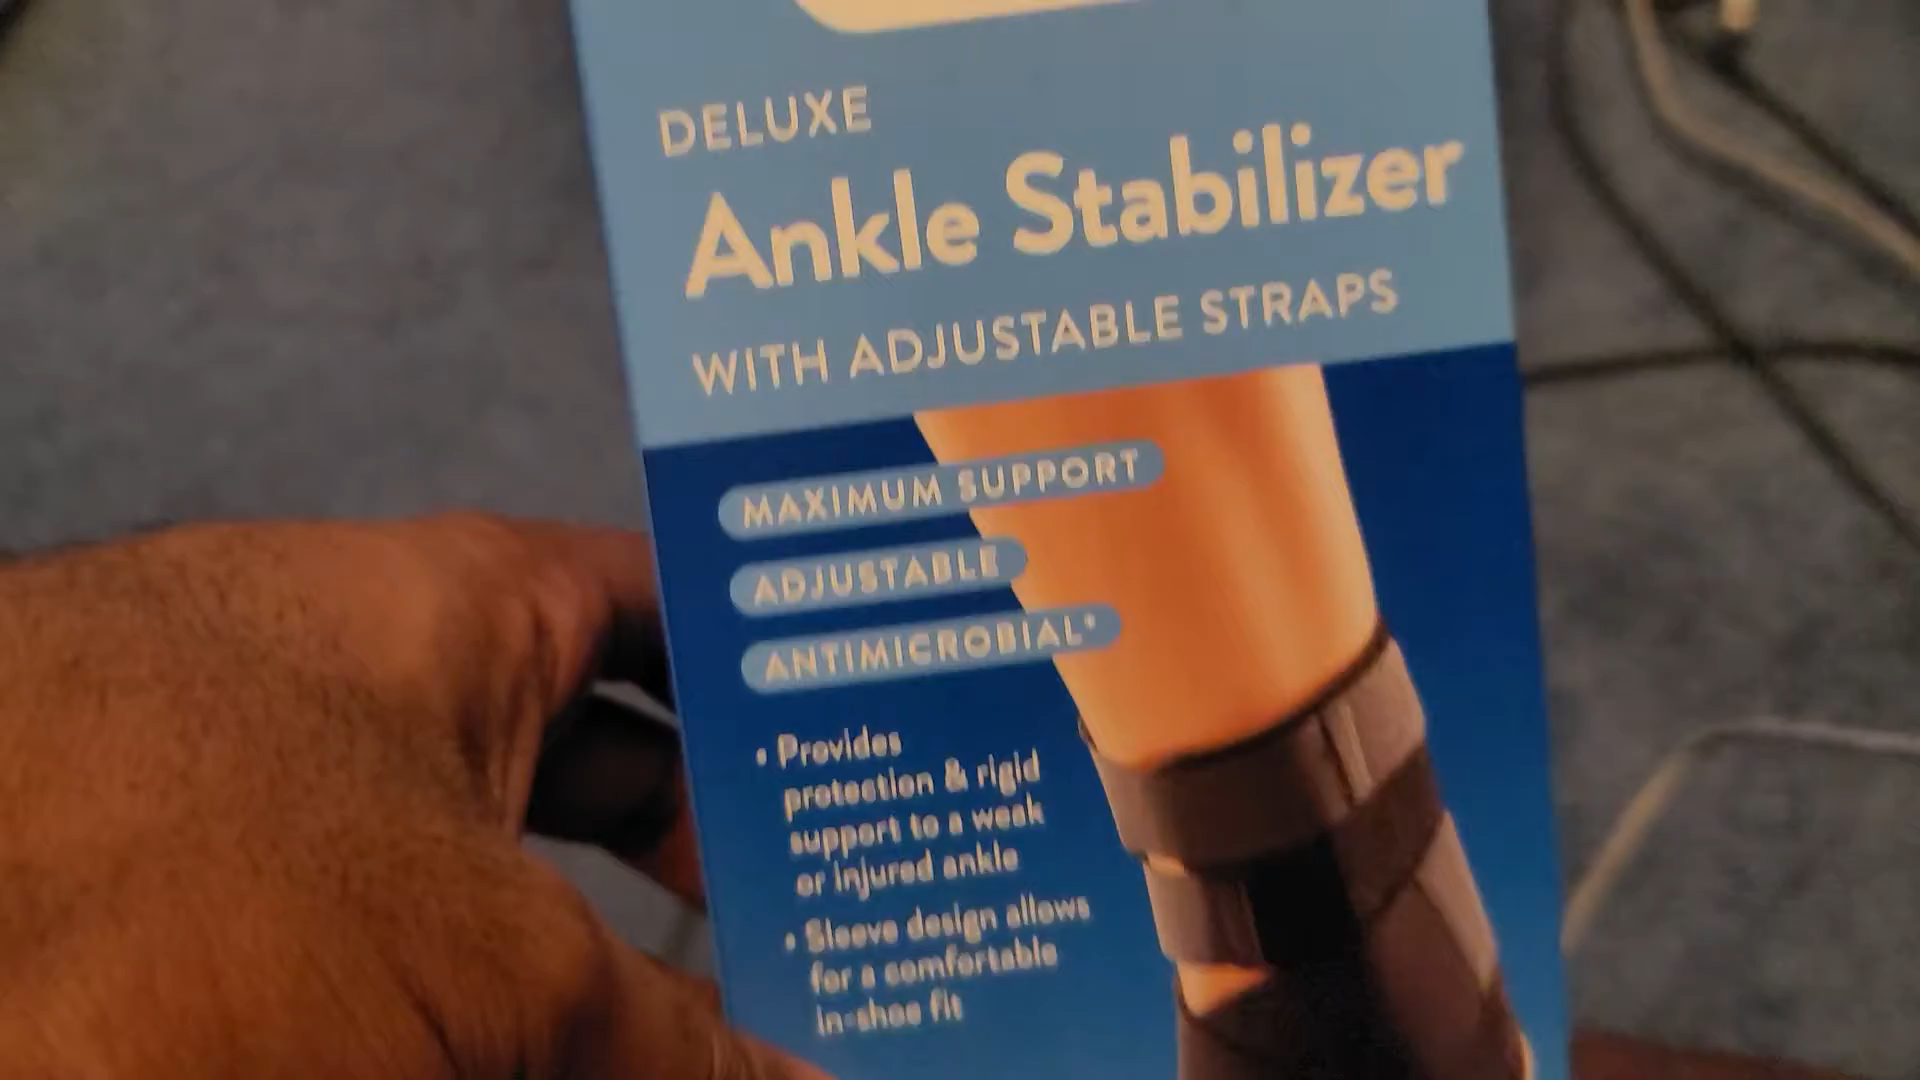 DELUXE
Ankle Stabilizer
WITH ADJUSTABLE STRAPS
MAXIMUM SUPPORT
ADJUSTABLE
ANTIMICROBIAL*
• Provides
protection & rigid
support to a weak
or injured ankle
• Sleeve design allows
for a comfortable
in-shoe fit